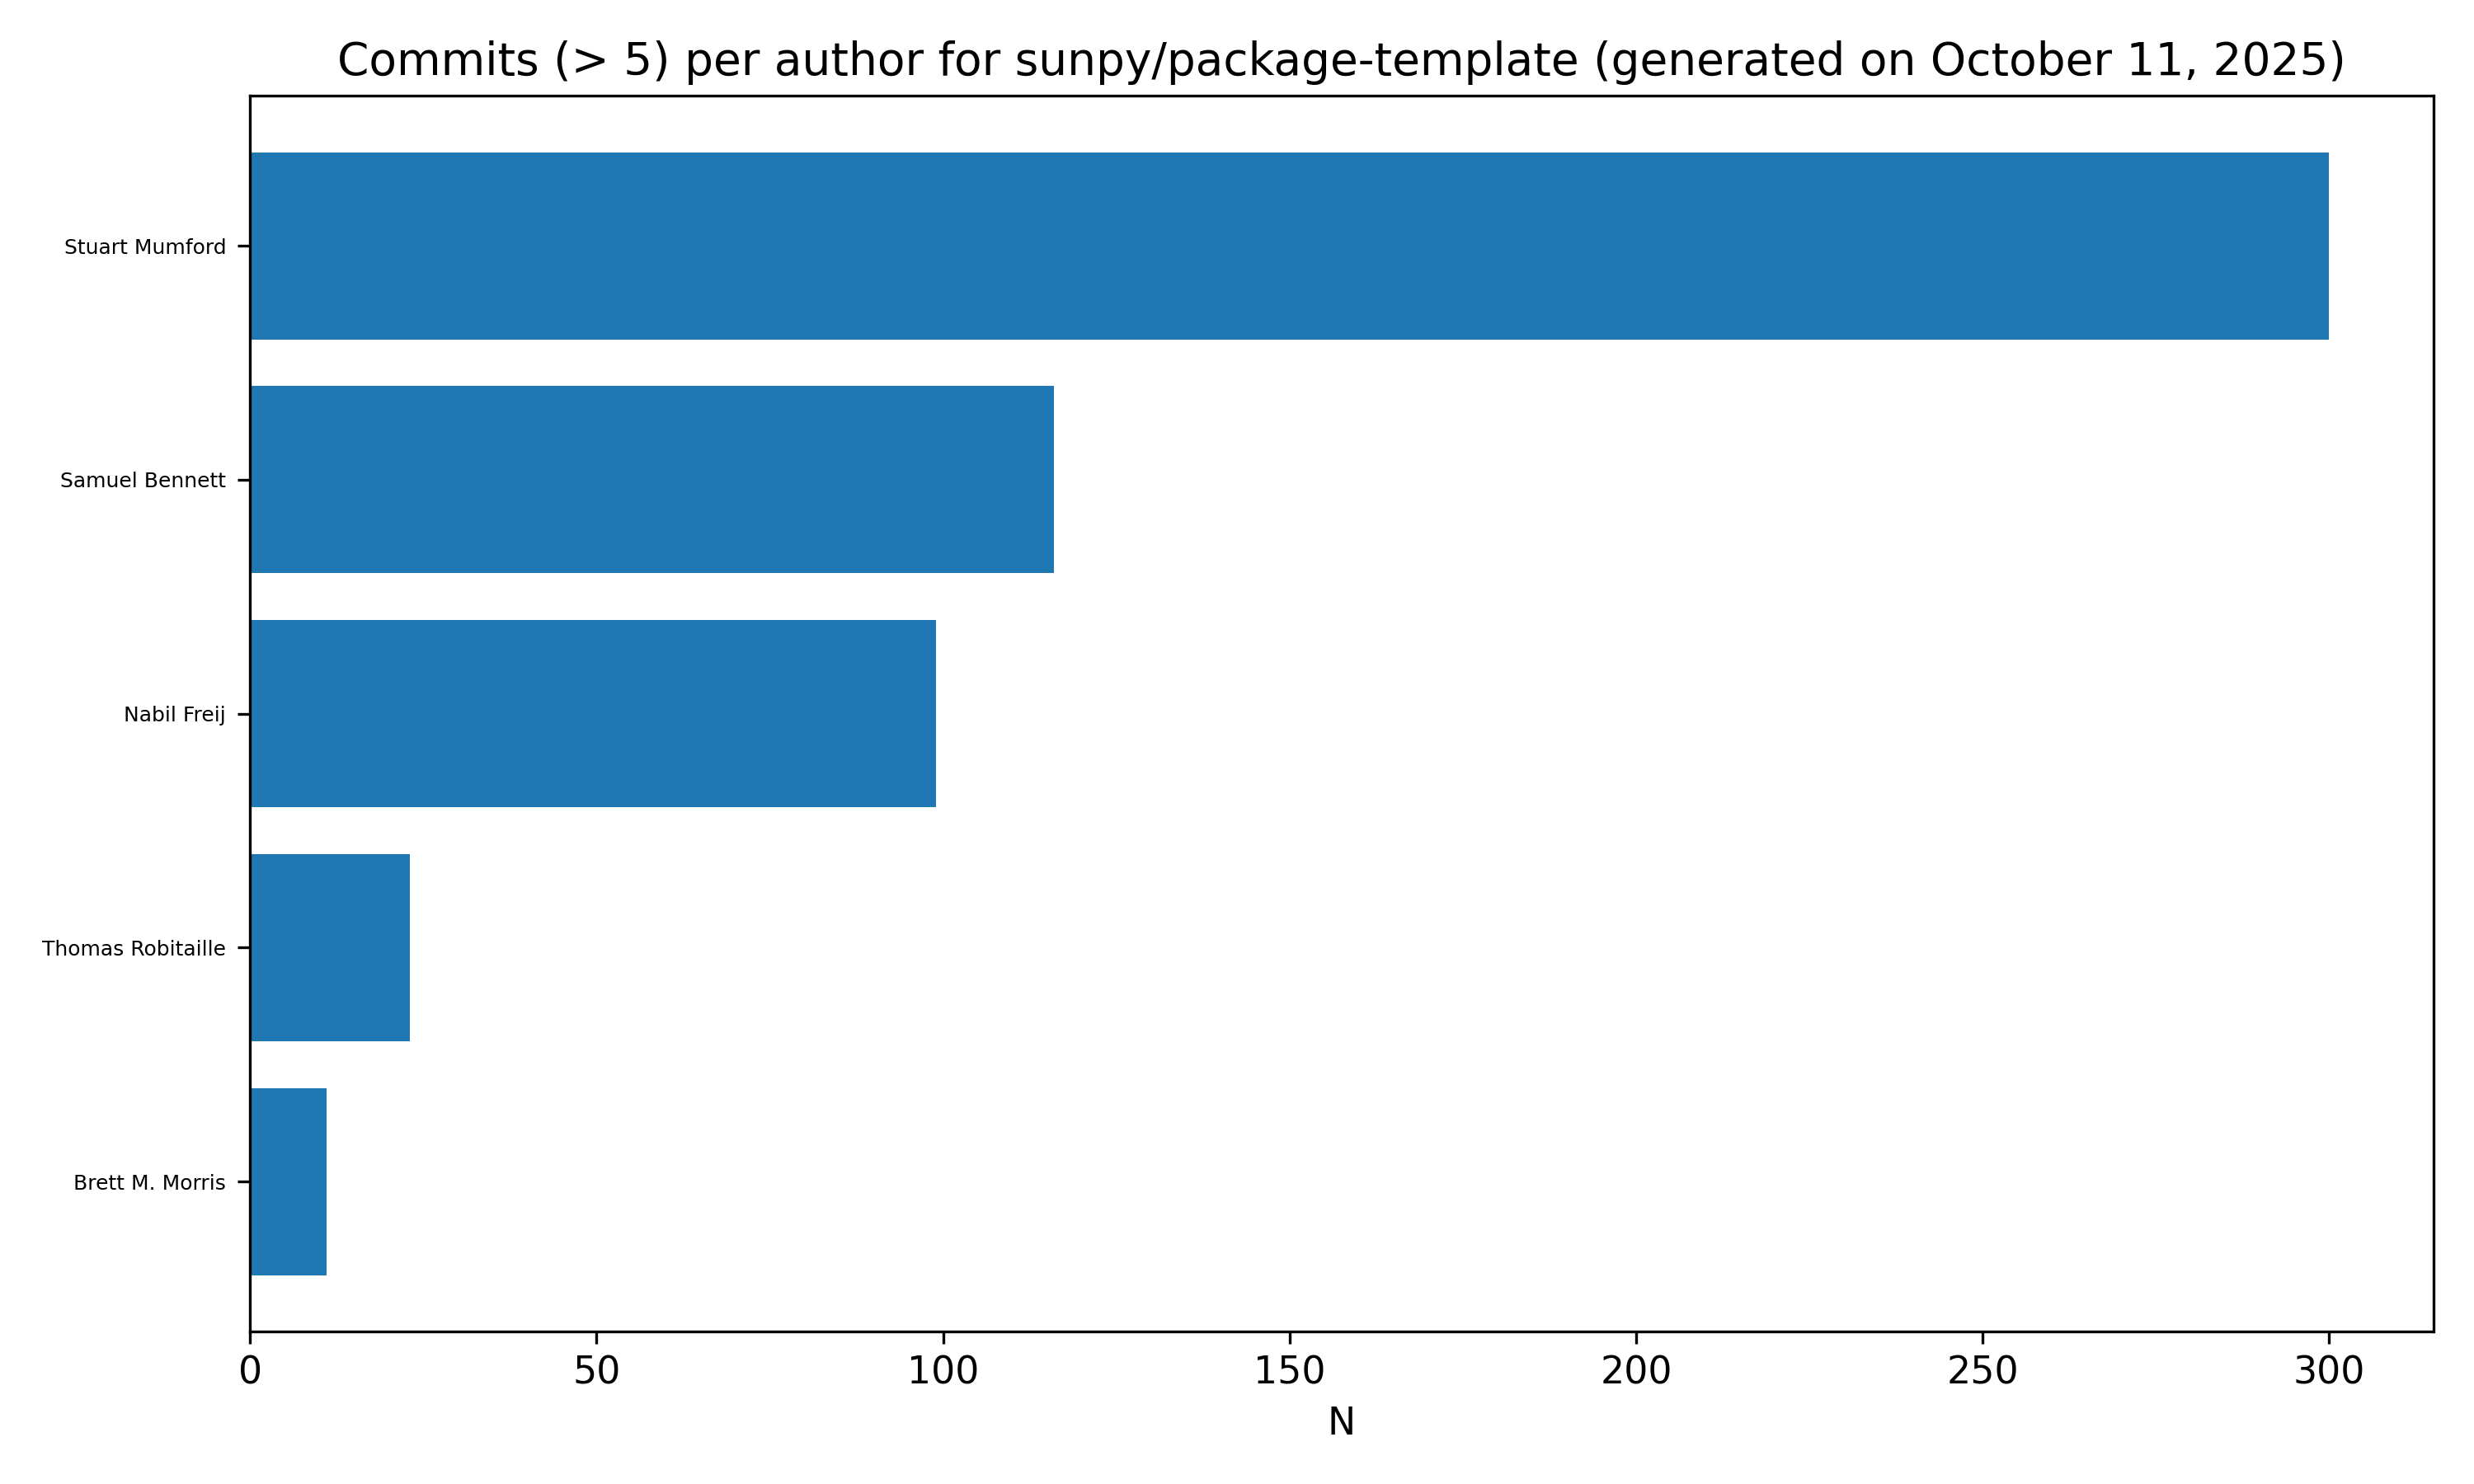 Commits (> 5) per author for sunpy/package-template (generated on October 11, 2025)
Stuart Mumford
Samuel Bennett
Nabil Freij
Thomas Robitaille
Brett M. Morris
0 50 100 150 200 250 300
N